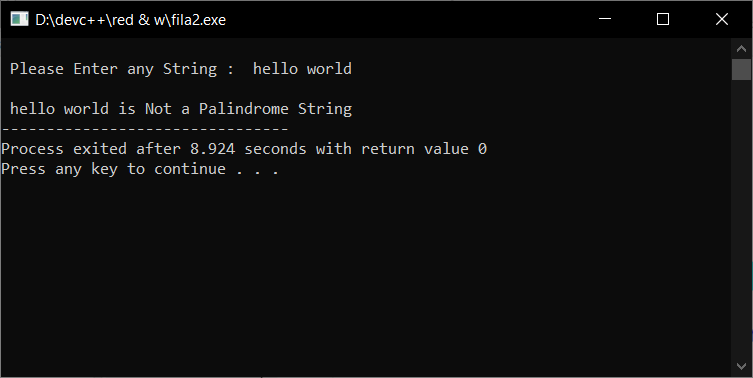 D:\devc++\red & w\fila2.exe
Please Enter any String :  hello world
hello world is Not a Palindrome String
--------------------------------
Process exited after 8.924 seconds with return value 0
Press any key to continue . . .